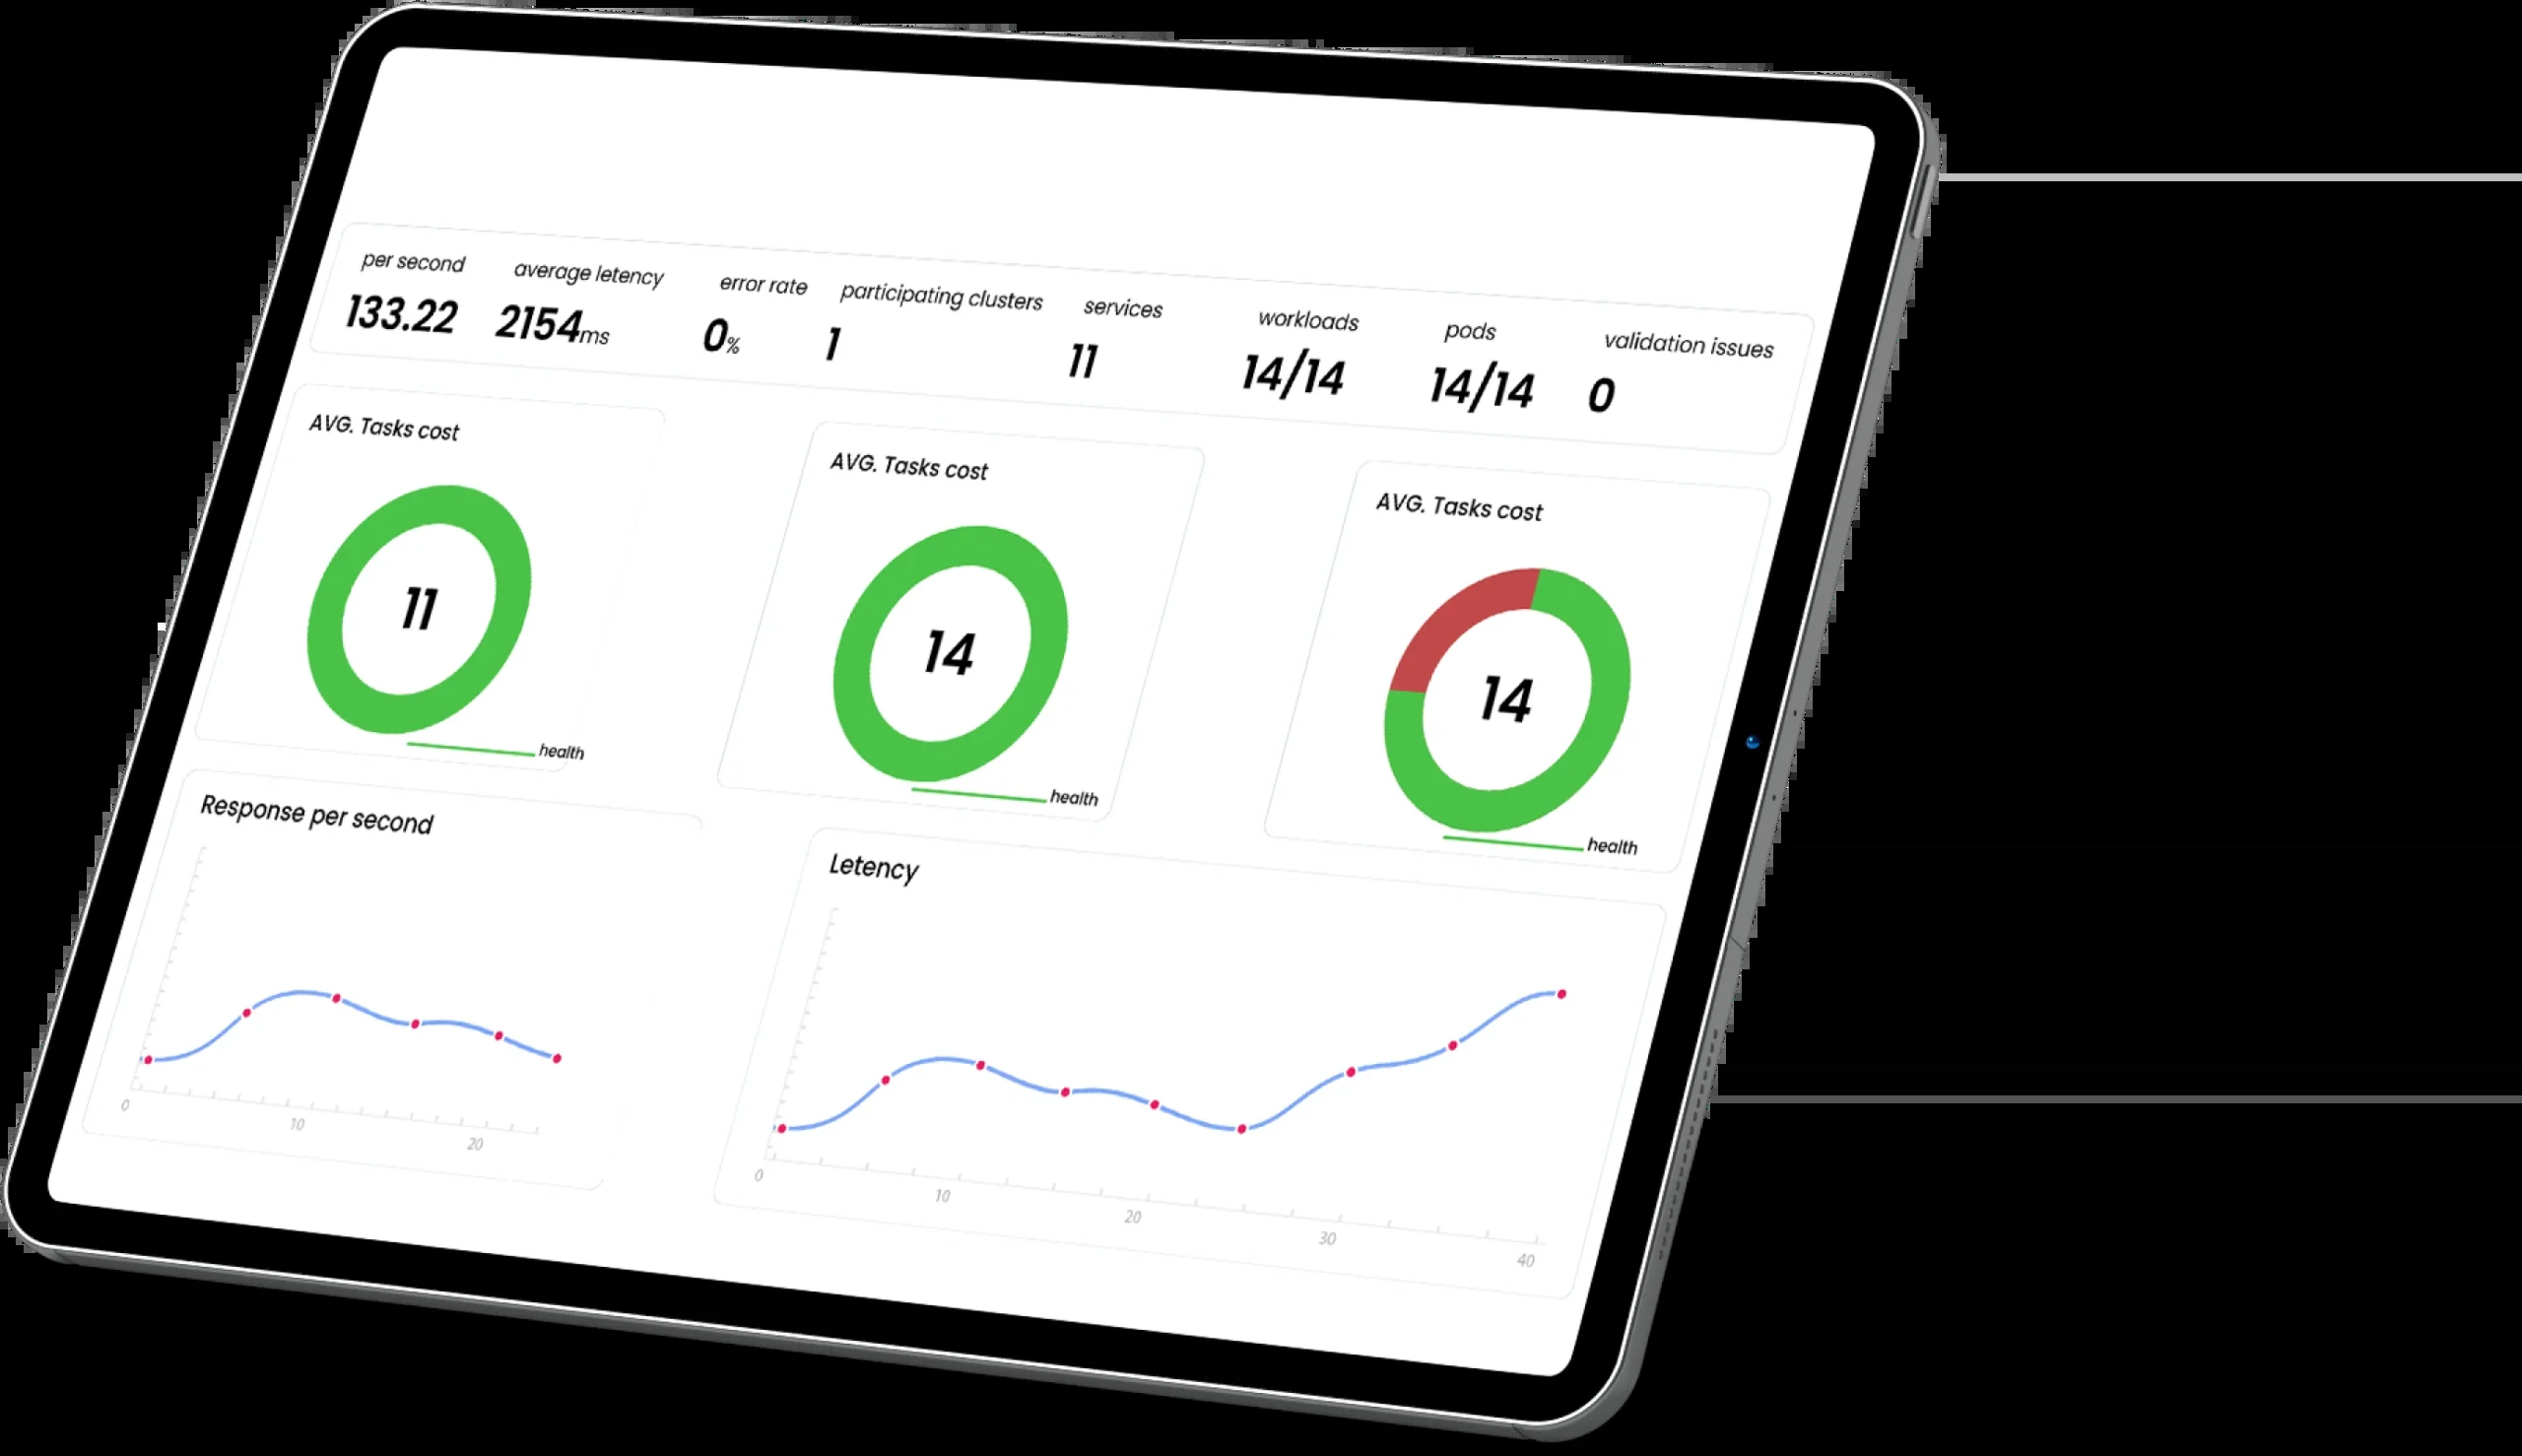 per second
133.22
average letency
2154ms
error rate
0%
participating clusters
1
services
11
workloads
14/14
pods
14/14
validation issues
0
AVG. Tasks cost
11
health
AVG. Tasks cost
14
health
AVG. Tasks cost
14
health
Response per second
0
10
20
Letency
0
10
20
30
40